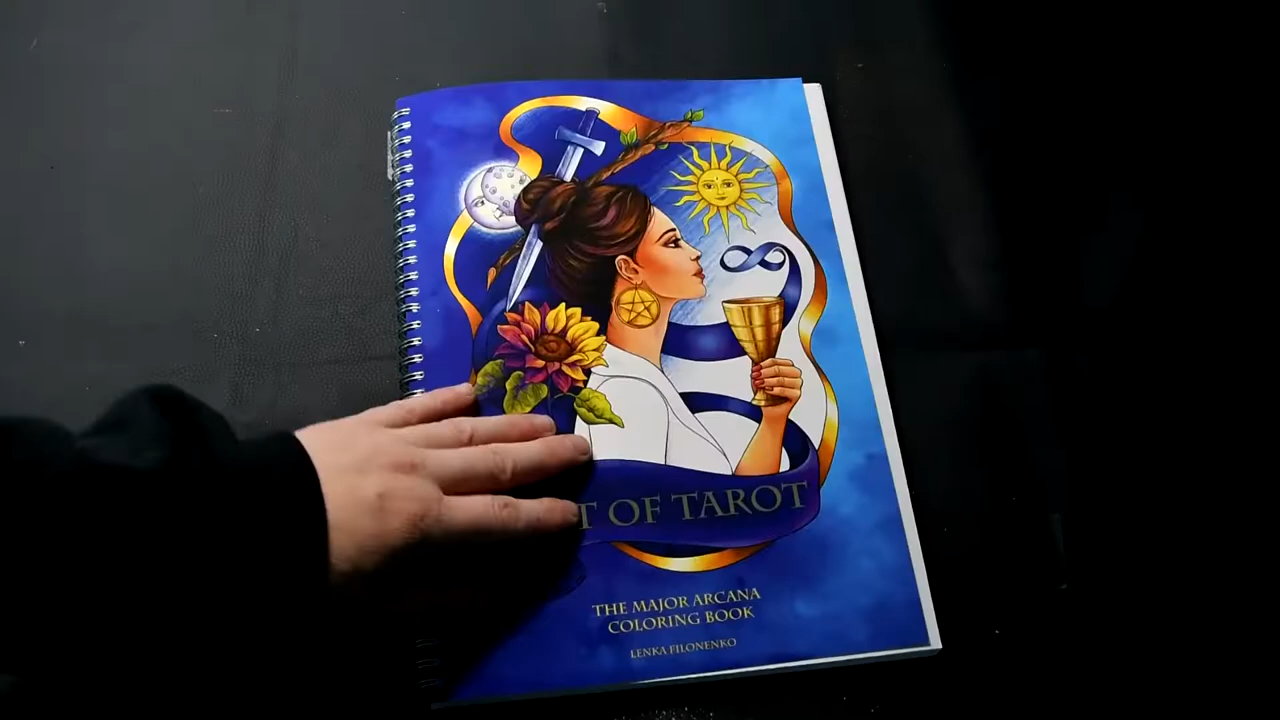 T OF TAROT
THE MAJOR ARCANA
COLORING BOOK
LENKA FILONENKO